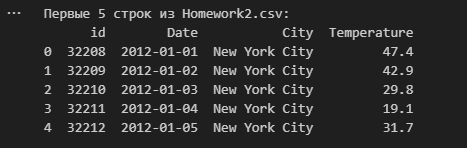 Первые 5 строк из Homework2.csv:
id Date City Temperature
0 32208 2012-01-01 New York City 47.4
1 32209 2012-01-02 New York City 42.9
2 32210 2012-01-03 New York City 29.8
3 32211 2012-01-04 New York City 19.1
4 32212 2012-01-05 New York City 31.7